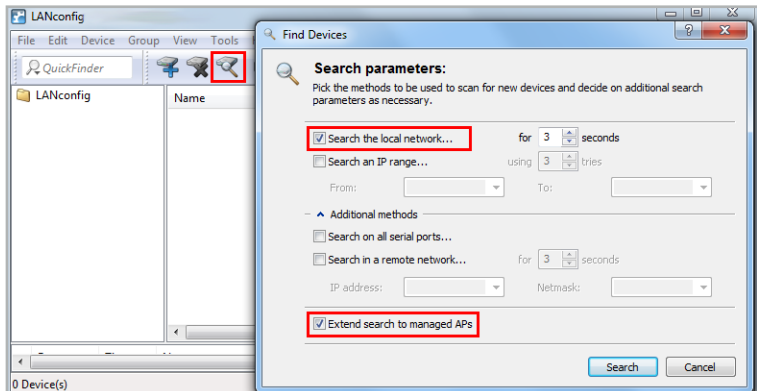 LANconfig
File Edit Device Group View Tools
QuickFinder
LANconfig
Name
0 Device(s)
Find Devices
Search parameters:
Pick the methods to be used to scan for new devices and decide on additional search
parameters as necessary.
Search the local network... for 3 seconds
Search an IP range... using 3 tries
From: To:
Additional methods
Search on all serial ports...
Search in a remote network... for 3 seconds
IP address: Netmask:
Extend search to managed APs
Search Cancel